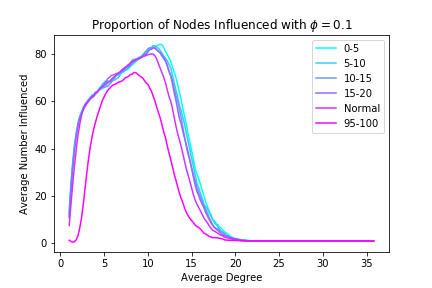 Proportion of Nodes Influenced with ϕ = 0.1
Average Number Influenced
80
60
40
20
0
0-5
5-10
10-15
15-20
Normal
95-100
0 5 10 15 20 25 30 35
Average Degree